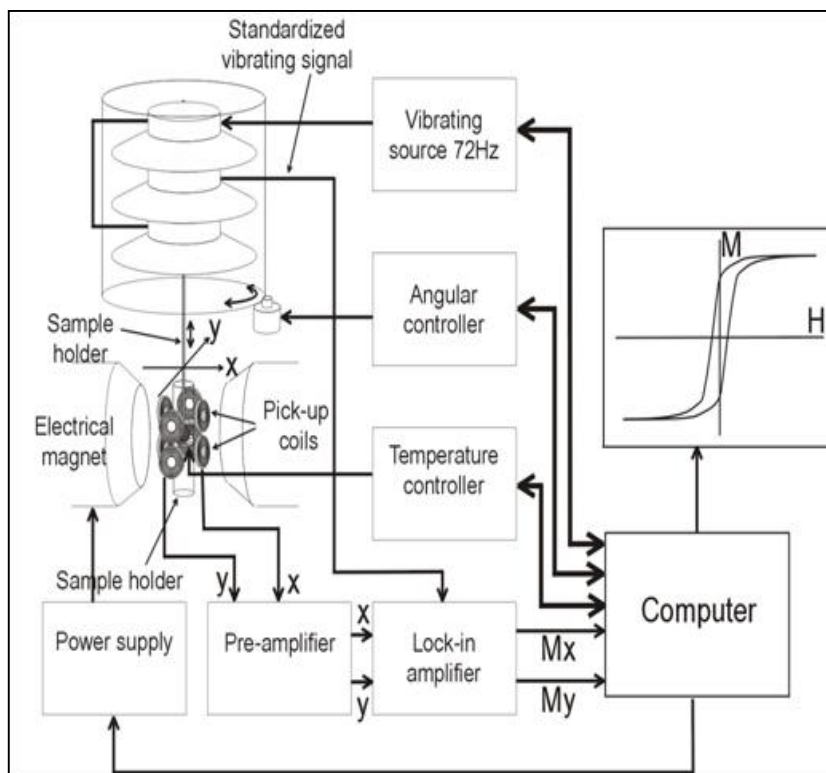 Standardized
vibrating signal
Vibrating
source 72Hz
M
H
Angular
controller
Sample
holder
y
x
Electrical
magnet
Pick-up
coils
Temperature
controller
Sample holder
y
x
Power supply
Pre-amplifier
x
y
Lock-in
amplifier
Mx
My
Computer